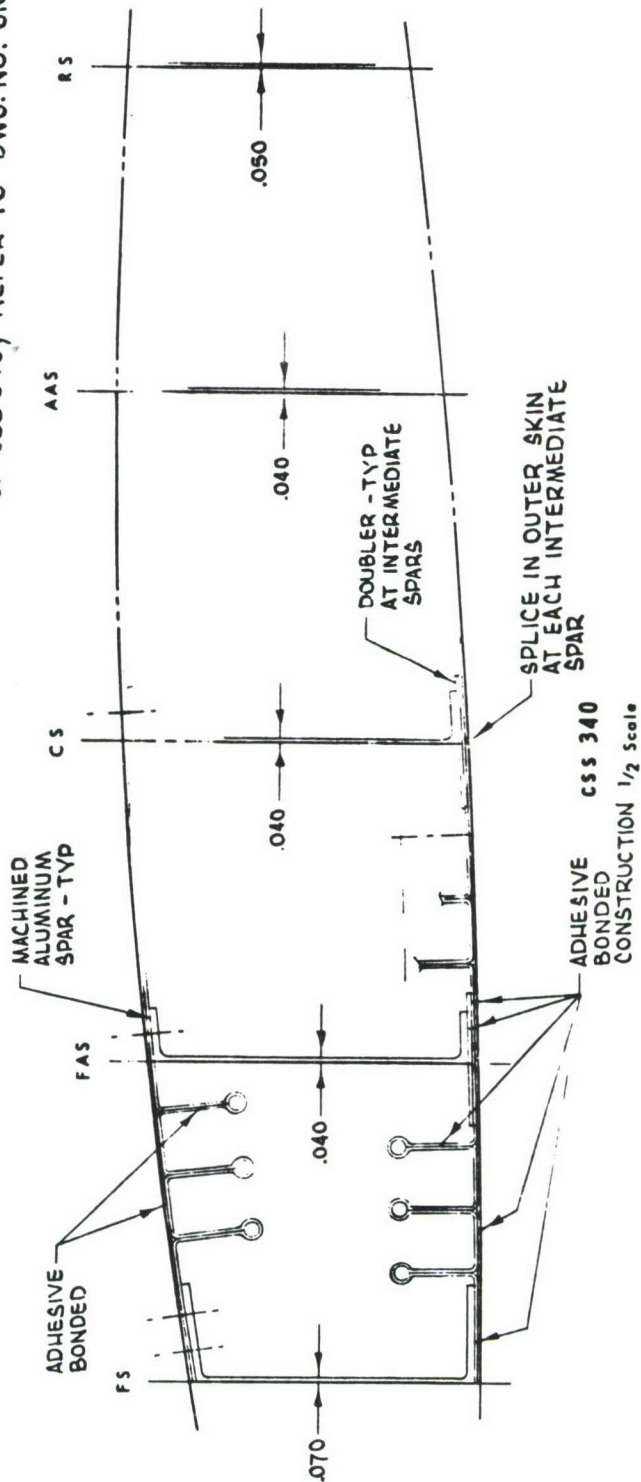 REFER TO DWG. NO.
RS
.050
AAS
.040
DOUBLER - TYP
AT INTERMEDIATE
SPARS
SPLICE IN OUTER SKIN
AT EACH INTERMEDIATE
SPAR
CS
.040
MACHINED
ALUMINUM
SPAR - TYP
FAS
.040
ADHESIVE
BONDED
FS
.070
ADHESIVE
BONDED
CONSTRUCTION
CSS 340
1/2 Scale